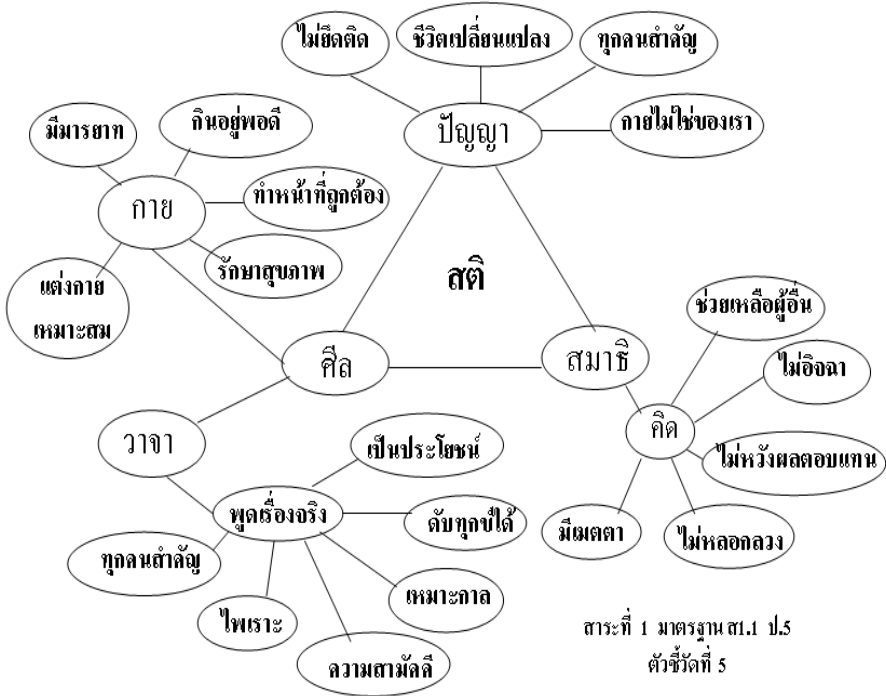 ไม่ยึดติด
ชีวิตเปลี่ยนแปลง
ทุกคนสำคัญ
ปัญญา
กายไม่ใช่ของเรา
มีมารยาท
กินอยู่พอดี
กาย
ทำหน้าที่ถูกต้อง
รักษาสุขภาพ
แต่งกาย
เหมาะสม
สติ
ศีล
สมาธิ
ช่วยเหลือผู้อื่น
ไม่อิจฉา
คิด
ไม่หวังผลตอบแทน
ไม่หลอกลวง
มีเมตตา
วาจา
เป็นประโยชน์
พูดเรื่องจริง
ดับทุกข์ได้
ทุกคนสำคัญ
เหมาะกาล
ไพเราะ
ความสามัคคี
สาระที่ 1 มาตรฐาน ส1.1 ป.5
ตัวชี้วัดที่ 5